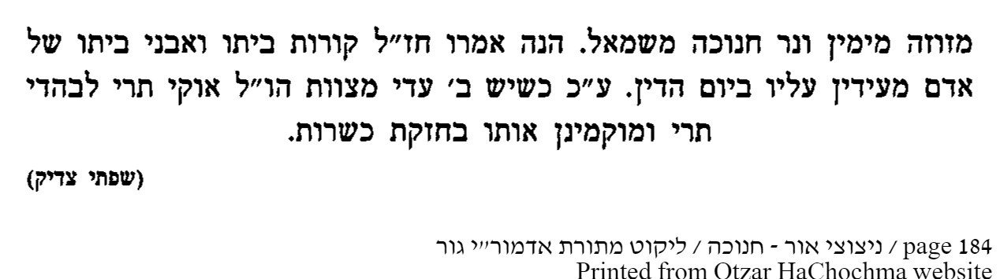 מזוזה מימין ונר חנוכה משמאל. הנה אמרו חז״ל קורות ביתו ואבני ביתו של
אדם מעידין עליו ביום הדין. ע״כ כשיש ב׳ עדי מצוות הו״ל אוקי תרי לבהדי
תרי ומוקמינן אותו בחזקת כשרות.
(שפתי צדיק)
ניצוצי אור - חנוכה / ליקוט מתורת אדמור״י גור / page 184
Printed from Otzar HaChochma website